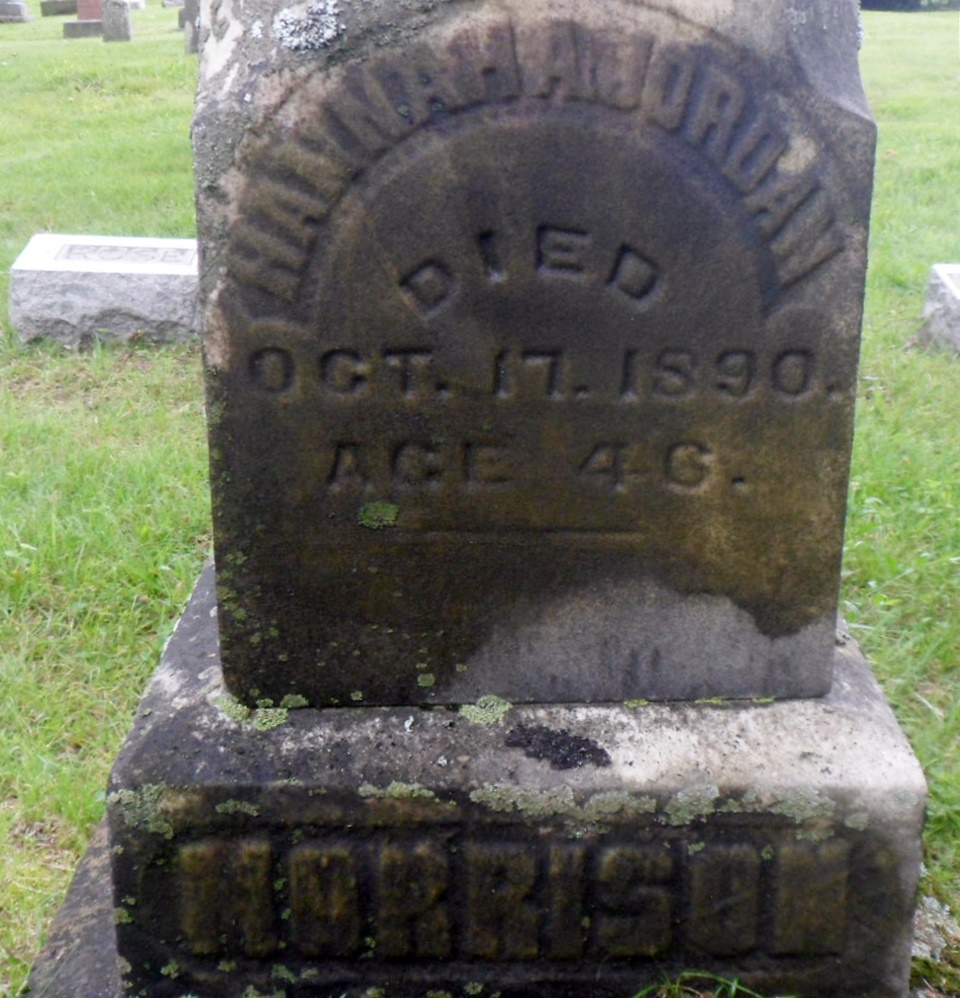 HANNAH A JORDAN
DIED
OCT. 17. 1890.
AGE 46.
MORRISON